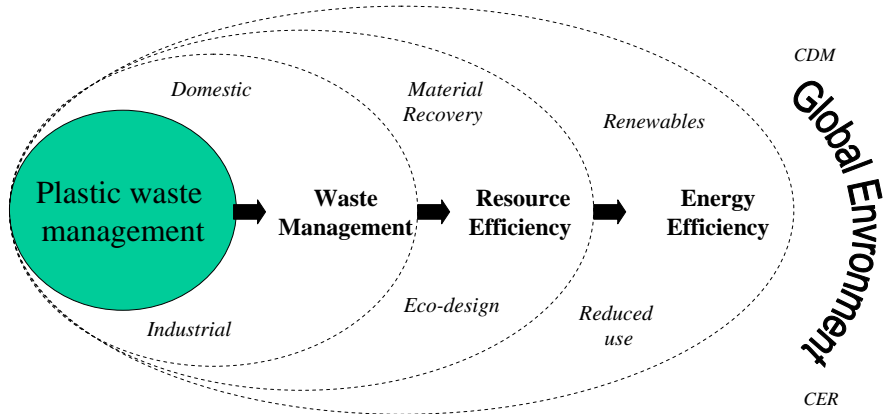 CDM
Domestic
Material
Recovery
Renewables
Global Envronment
Plastic waste
management
Waste
Management
Resource
Efficiency
Energy
Efficiency
Industrial
Eco-design
Reduced
use
CER